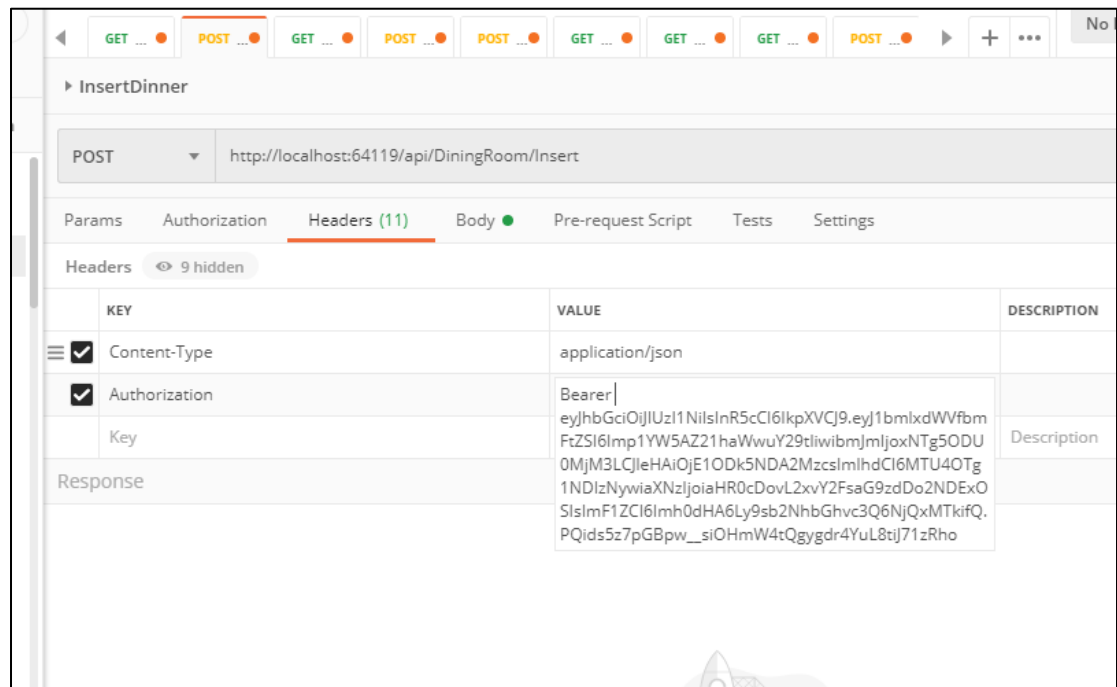 GET ... POST ... GET ... POST ... POST ... GET ... GET ... GET ... POST ... + ••• No
InsertDinner
POST http://localhost:64119/api/DiningRoom/Insert
Params Authorization Headers (11) Body Pre-request Script Tests Settings
Headers 9 hidden
KEY VALUE DESCRIPTION
Content-Type application/json
Authorization Bearer
eyJhbGciOiJIUzI1NiIsInR5cCI6IkpXVCJ9.eyJ1bmlxdWVfbm
FtZSI6Imp1YW5AZ21haWwuY29tIiwibmJmIjoxNTg5ODU
Key Description
0MjM3LCJleHAiOjE1ODk5NDA2MzcsImlhdCI6MTU4OTg
Response
1NDIzNywiaXNzIjoiaHR0cDovL2xvY2FsaG9zdDo2NDExO
SIsImF1ZCI6Imh0dHA6Ly9sb2NhbGhvc3Q6NjQxMTkifQ.
PQids5z7pGBpw__siOHmW4tQgygdr4YuL8tiJ71zRho